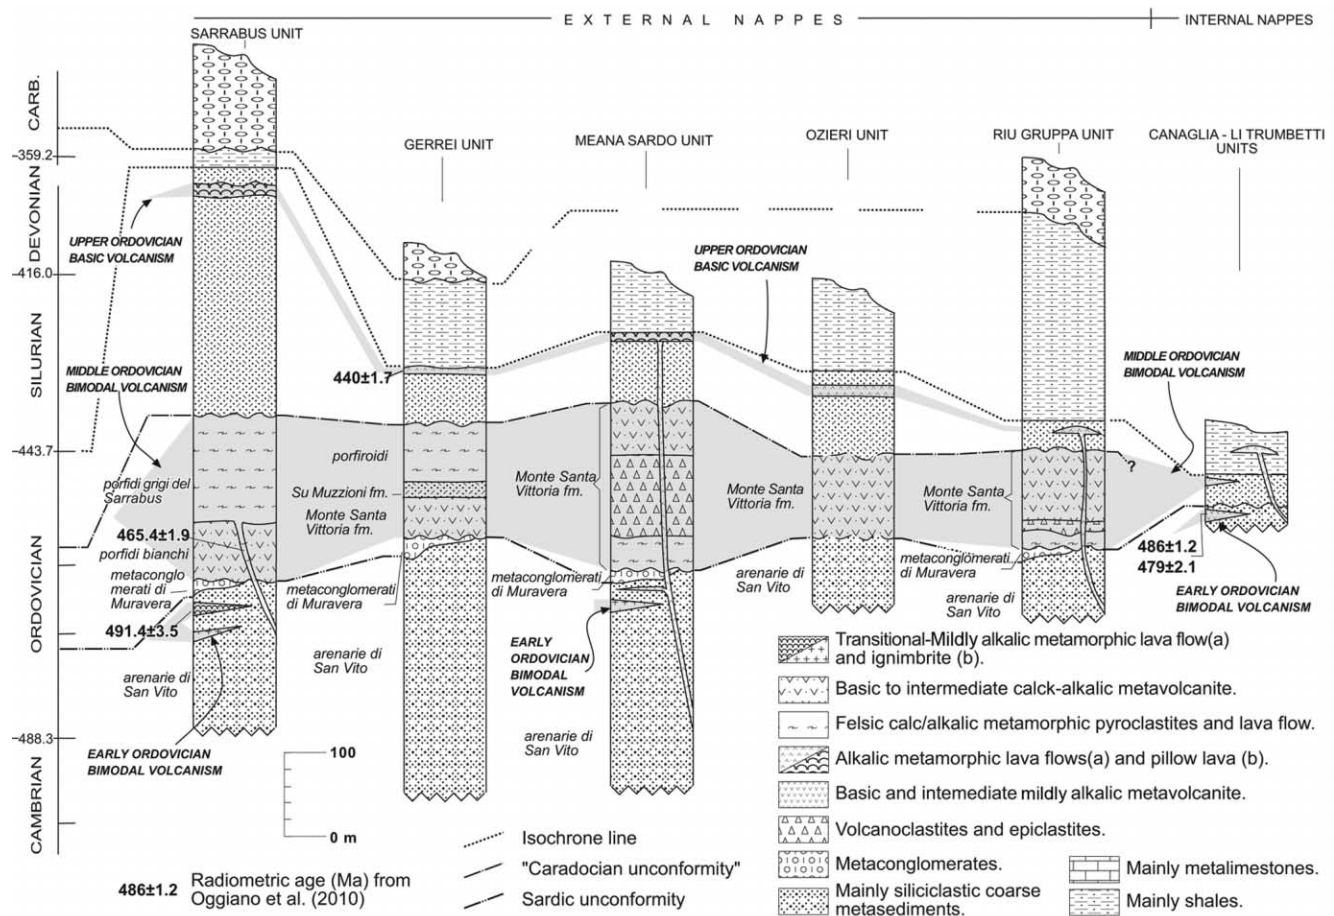 EXTERNAL NAPPES
INTERNAL NAPPES
SARRABUS UNIT
GERREI UNIT
MEANA SARDO UNIT
OZIERI UNIT
RIU GRUPPA UNIT
CANAGLIA - LI TRUMBETTI
UNITS
CARB.
DEVONIAN
SILURIAN
ORDOVICIAN
CAMBRIAN
359.2
416.0
443.7
488.3
UPPER ORDOVICIAN
BASIC VOLCANISM
MIDDLE ORDOVICIAN
BIMODAL VOLCANISM
porfidi grigi del
Sarrabus
465.4±1.9
porfidi bianchi
metaconglo
merati di
Muravera
491.4±3.5
arenarie di
San Vito
EARLY ORDOVICIAN
BIMODAL VOLCANISM
440±1.7
porfiroidi
Su Muzzioni fm.
Monte Santa
Vittoria fm.
metaconglomerati
di Muravera
arenarie di
San Vito
Monte Santa
Vittoria fm.
metaconglomerati
di Muravera
EARLY
ORDOVICIAN
BIMODAL
VOLCANISM
arenarie di
San Vito
UPPER ORDOVICIAN
BASIC VOLCANISM
Monte Santa
Vittoria fm.
arenarie di
San Vito
Monte Santa
Vittoria fm.
metaconglomerati
di Muravera
arenarie di
San Vito
MIDDLE ORDOVICIAN
BIMODAL VOLCANISM
?
486±1.2
479±2.1
EARLY ORDOVICIAN
BIMODAL VOLCANISM
100
0 m
486±1.2
Radiometric age (Ma) from
Oggiano et al. (2010)
Isochrone line
"Caradocian unconformity"
Sardic unconformity
Transitional-Mildly alkalic metamorphic lava flow(a)
and ignimbrite (b).
Basic to intermediate calck-alkalic metavolcanite.
Felsic calc/alkalic metamorphic pyroclastites and lava flow.
Alkalic metamorphic lava flows(a) and pillow lava (b).
Basic and intemediate mildly alkalic metavolcanite.
Volcanoclastites and epiclastites.
Metaconglomerates.
Mainly siliciclastic coarse
metasediments.
Mainly metalimestones.
Mainly shales.